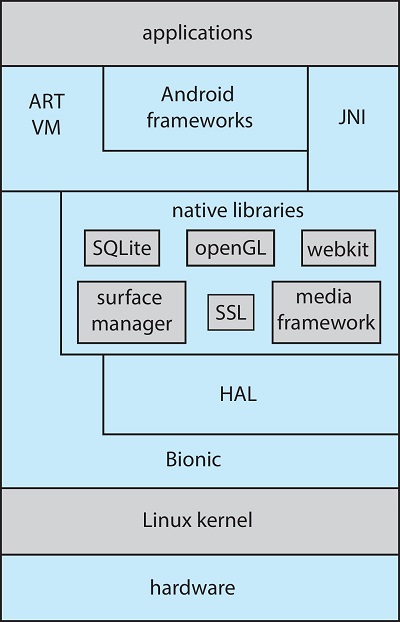 applications
ART
VM
Android
frameworks
JNI
native libraries
SQLite
openGL
webkit
surface
manager
SSL
media
framework
HAL
Bionic
Linux kernel
hardware